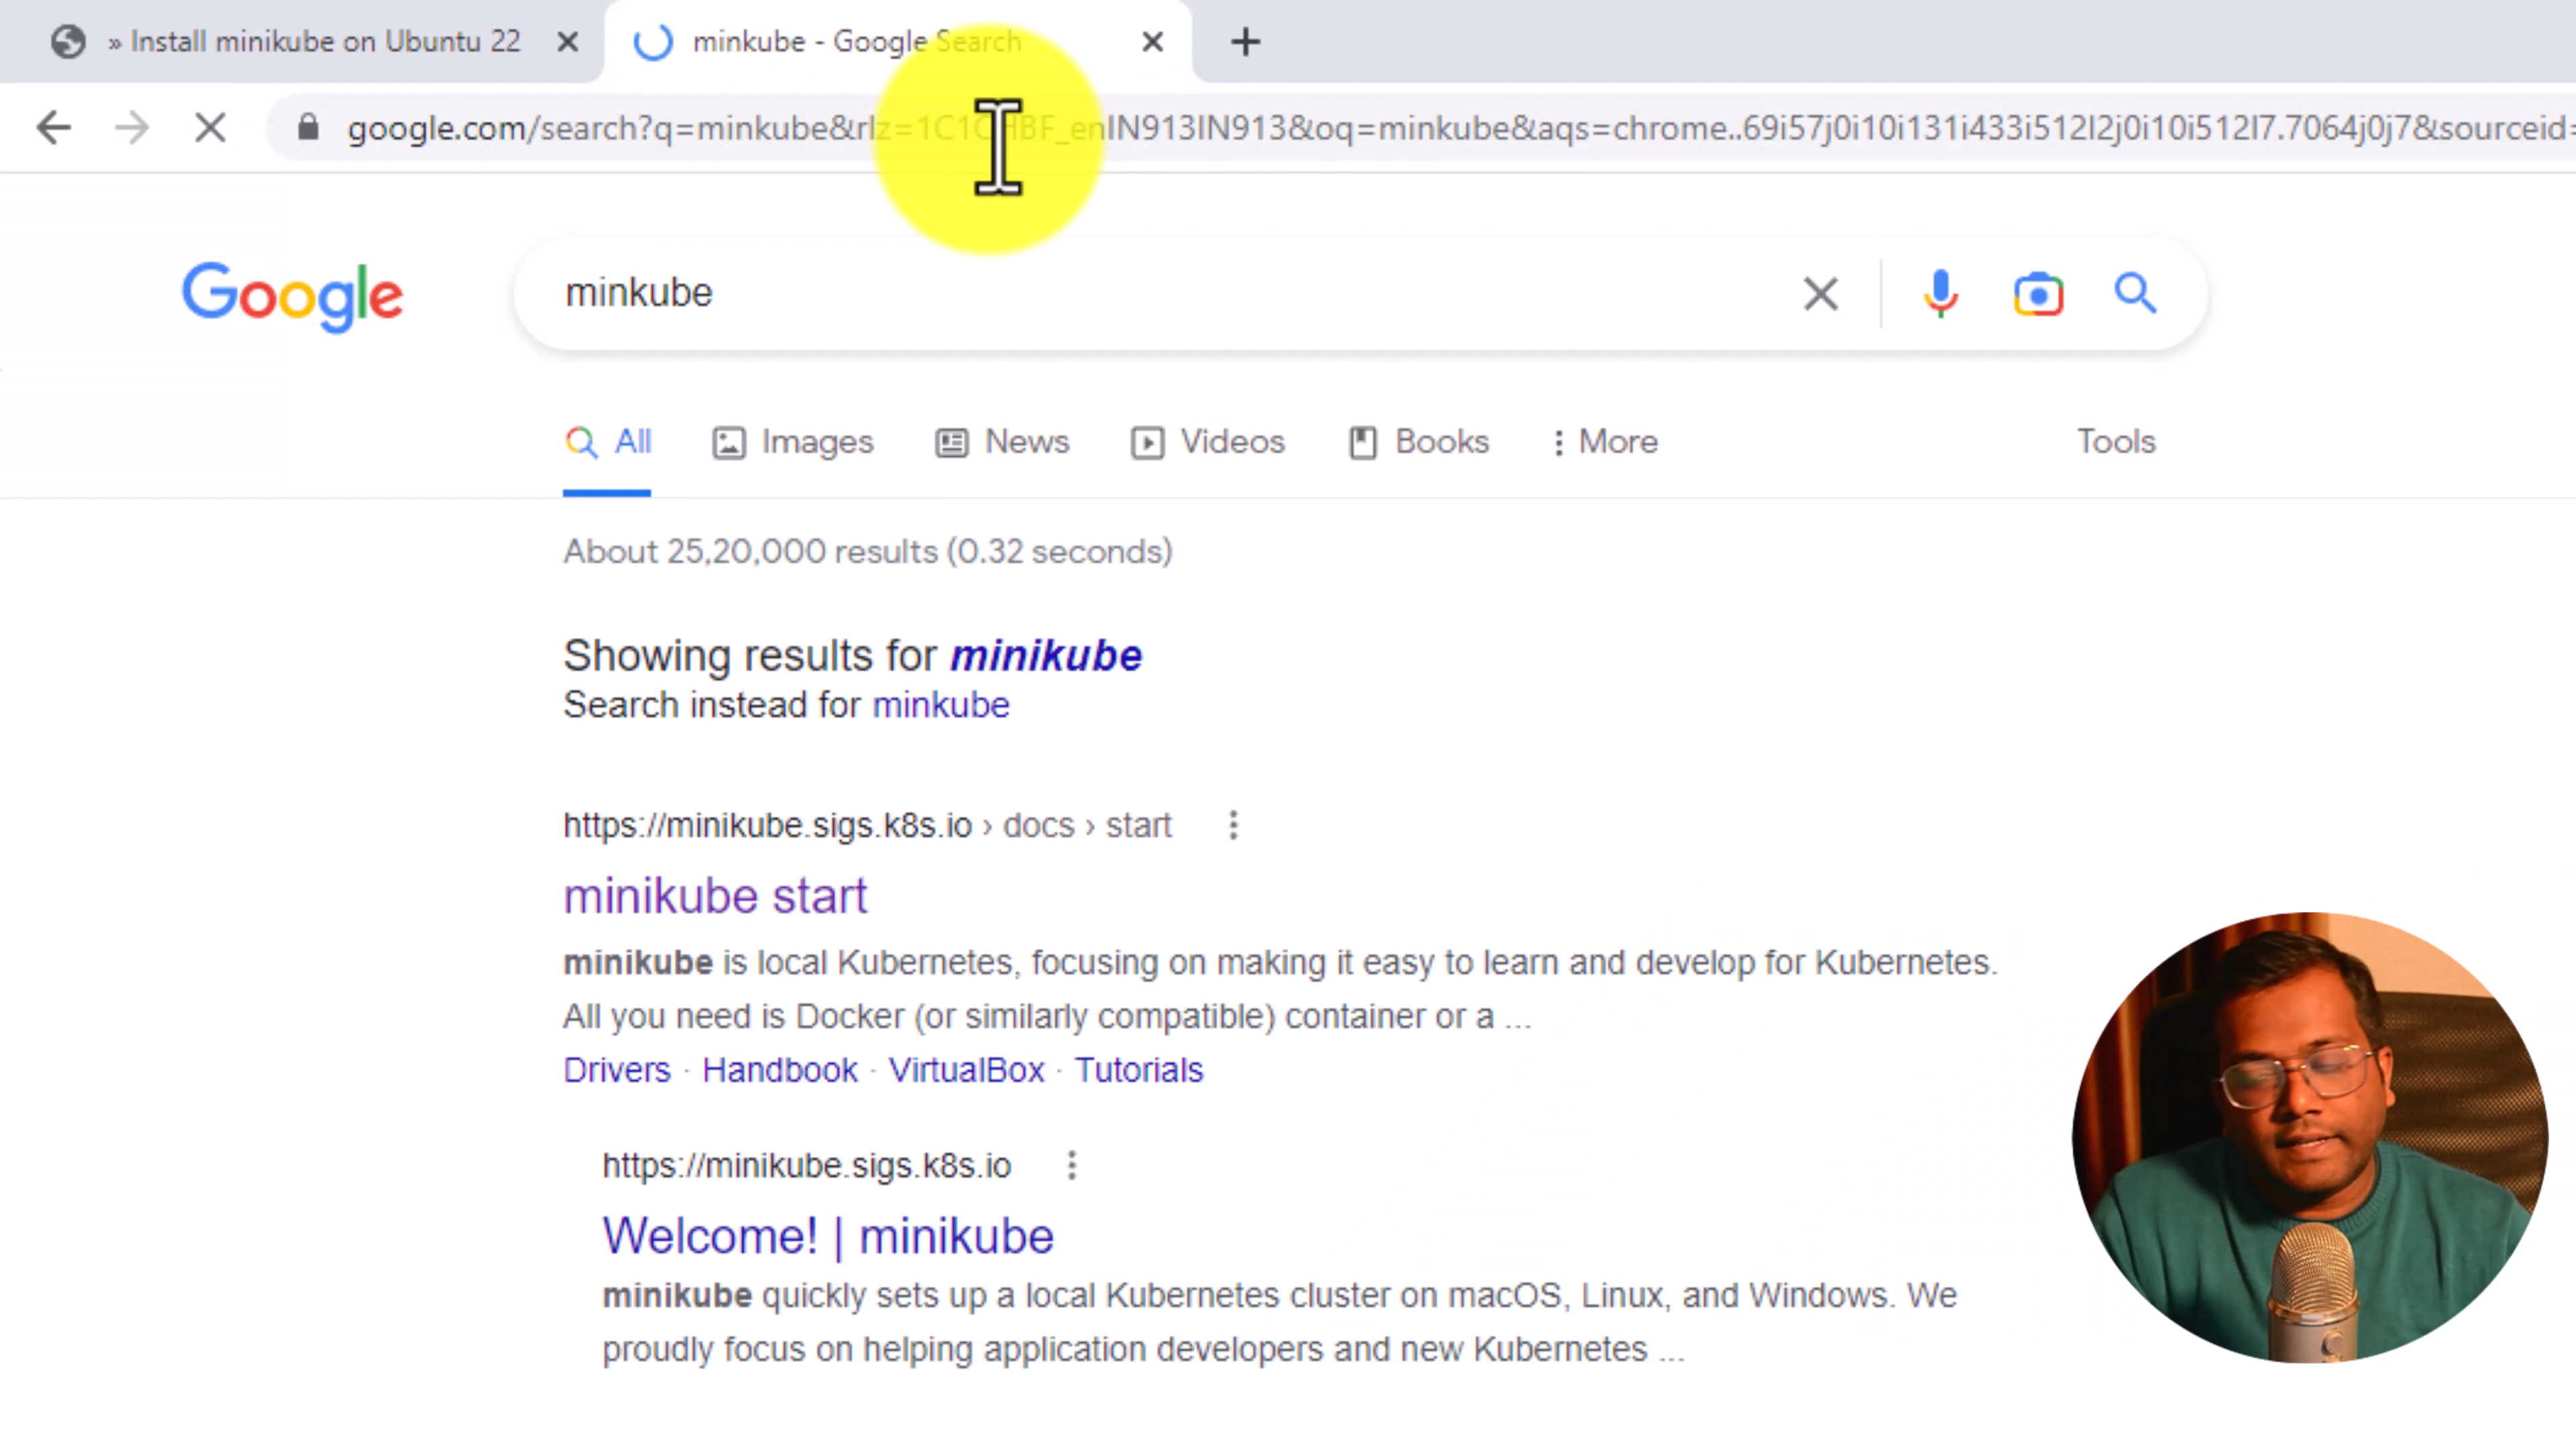 » Install minikube on Ubuntu 22
minkube - Google Search
google.com/search?q=minkube&rlz=1C1CHBF_enIN913IN913&oq=minkube&aqs=chrome..69i57j0i10i131i433i512l2j0i10i512l7.7064j0j7&sourceid=
Google
minkube
All Images News Videos Books More Tools
About 25,20,000 results (0.32 seconds)
Showing results for minikube
Search instead for minkube
https://minikube.sigs.k8s.io › docs › start
minikube start
minikube is local Kubernetes, focusing on making it easy to learn and develop for Kubernetes.
All you need is Docker (or similarly compatible) container or a ...
Drivers · Handbook · VirtualBox · Tutorials
https://minikube.sigs.k8s.io
Welcome! | minikube
minikube quickly sets up a local Kubernetes cluster on macOS, Linux, and Windows. We
proudly focus on helping application developers and new Kubernetes ...